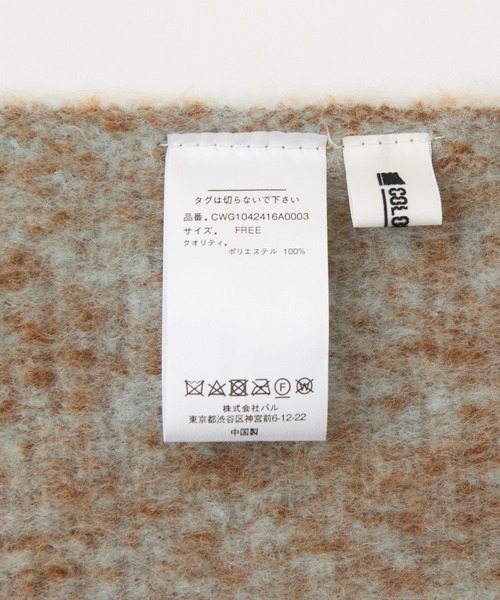 タグは切らないで下さい
品番. CWG1042416A0003
サイズ. FREE
クオリティ.
ポリエステル 100%
F
W
株式会社パル
東京都渋谷区神宮前6-12-22
中国製
COLO